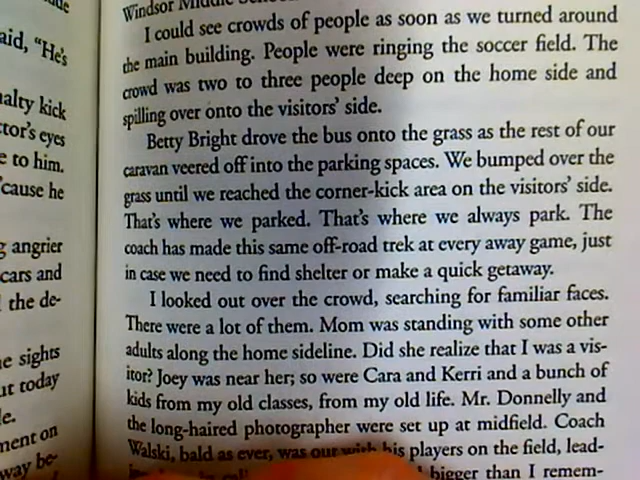 aid, "He's
alty kick
tor's eyes
e to him.
'cause he
g angrier
cars and
the de-
e sights
ut today
le.
ment on
way be-
Windsor Middle
I could see crowds of people as soon as we turned around
the main building. People were ringing the soccer field. The
crowd was two to three people deep on the home side and
spilling over onto the visitors' side.
Betty Bright drove the bus onto the grass as the rest of our
caravan veered off into the parking spaces. We bumped over the
grass until we reached the corner-kick area on the visitors' side.
That's where we parked. That's where we always park. The
coach has made this same off-road trek at every away game, just
in case we need to find shelter or make a quick getaway.
I looked out over the crowd, searching for familiar faces.
There were a lot of them. Mom was standing with some other
adults along the home sideline. Did she realize that I was a vis-
itor? Joey was near her; so were Cara and Kerri and a bunch of
kids from my old classes, from my old life. Mr. Donnelly and
the long-haired photographer were set up at midfield. Coach
Walski, bald as ever, was out with his players on the field, lead-
bigger than I remem-